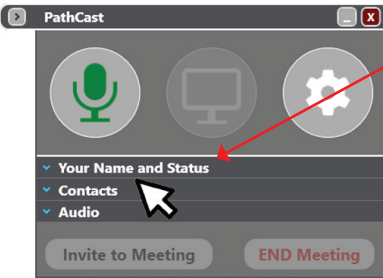 PathCast
Your Name and Status
Contacts
Audio
Invite to Meeting
END Meeting